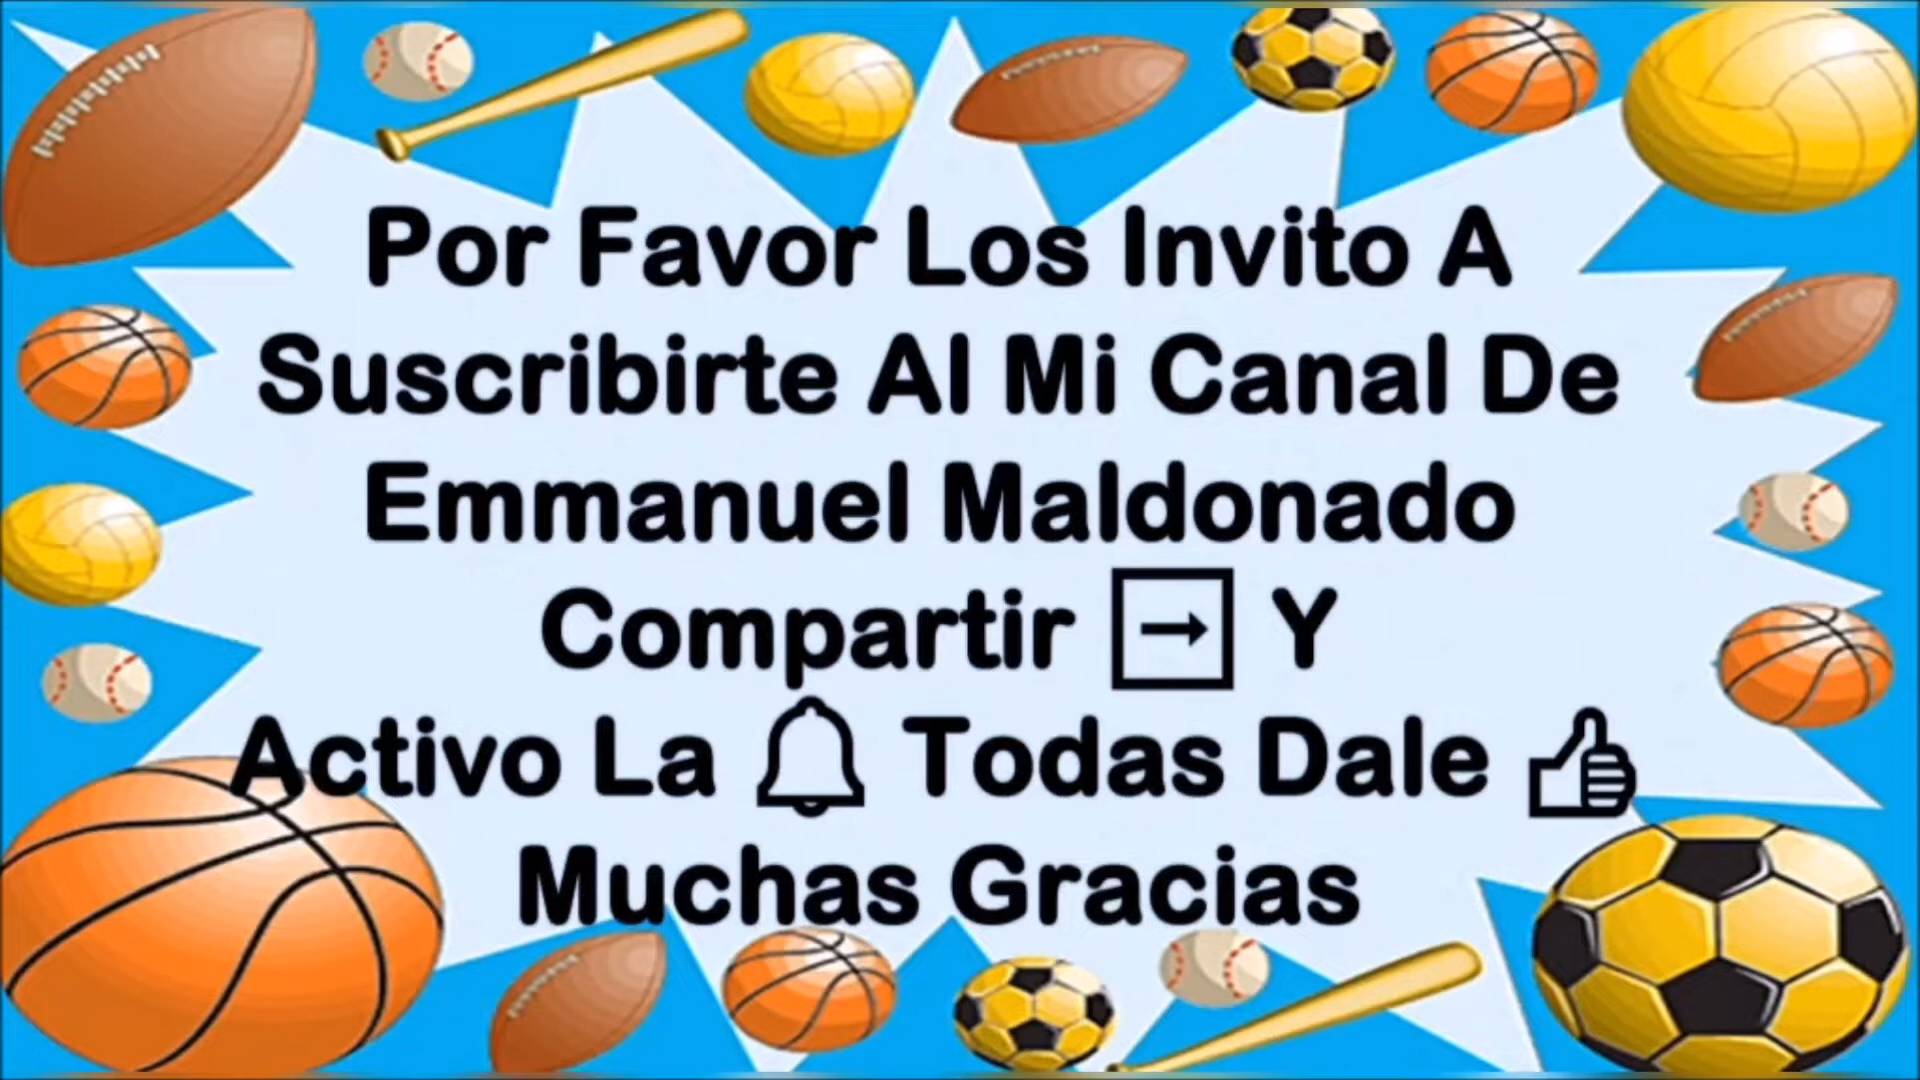 Por Favor Los Invito A
Suscribirte Al Mi Canal De
Emmanuel Maldonado
Compartir ➡ Y
Activo La 🔔 Todas Dale 👍
Muchas Gracias